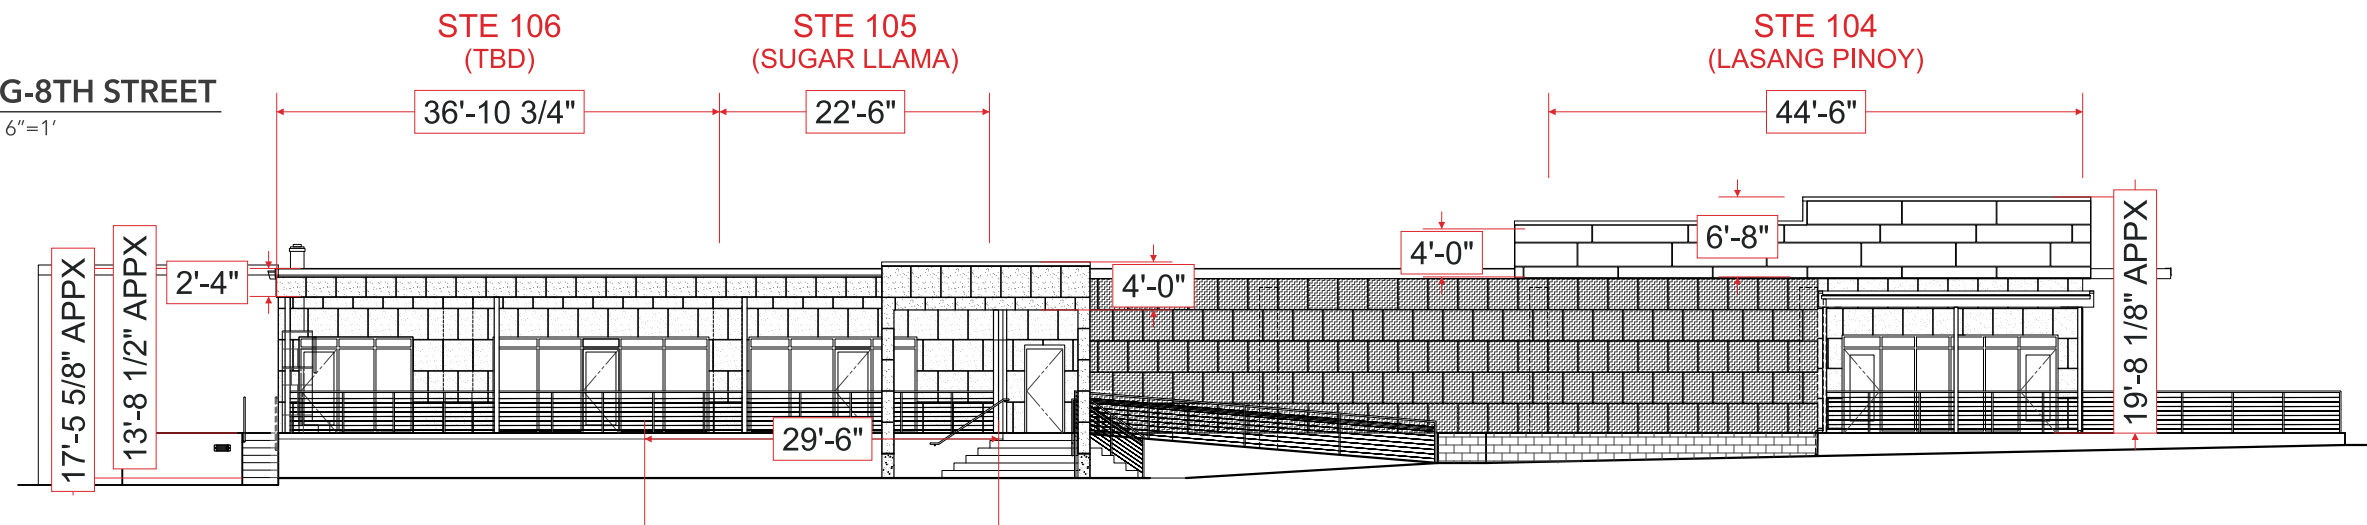 STE 106
(TBD)
STE 105
(SUGAR LLAMA)
STE 104
(LASANG PINOY)
G-8TH STREET
6"=1'
36'-10 3/4"
22'-6"
44'-6"
17'-5 5/8" APPX
13'-8 1/2" APPX
2'-4"
4'-0"
4'-0"
6'-8"
19'-8 1/8" APPX
29'-6"